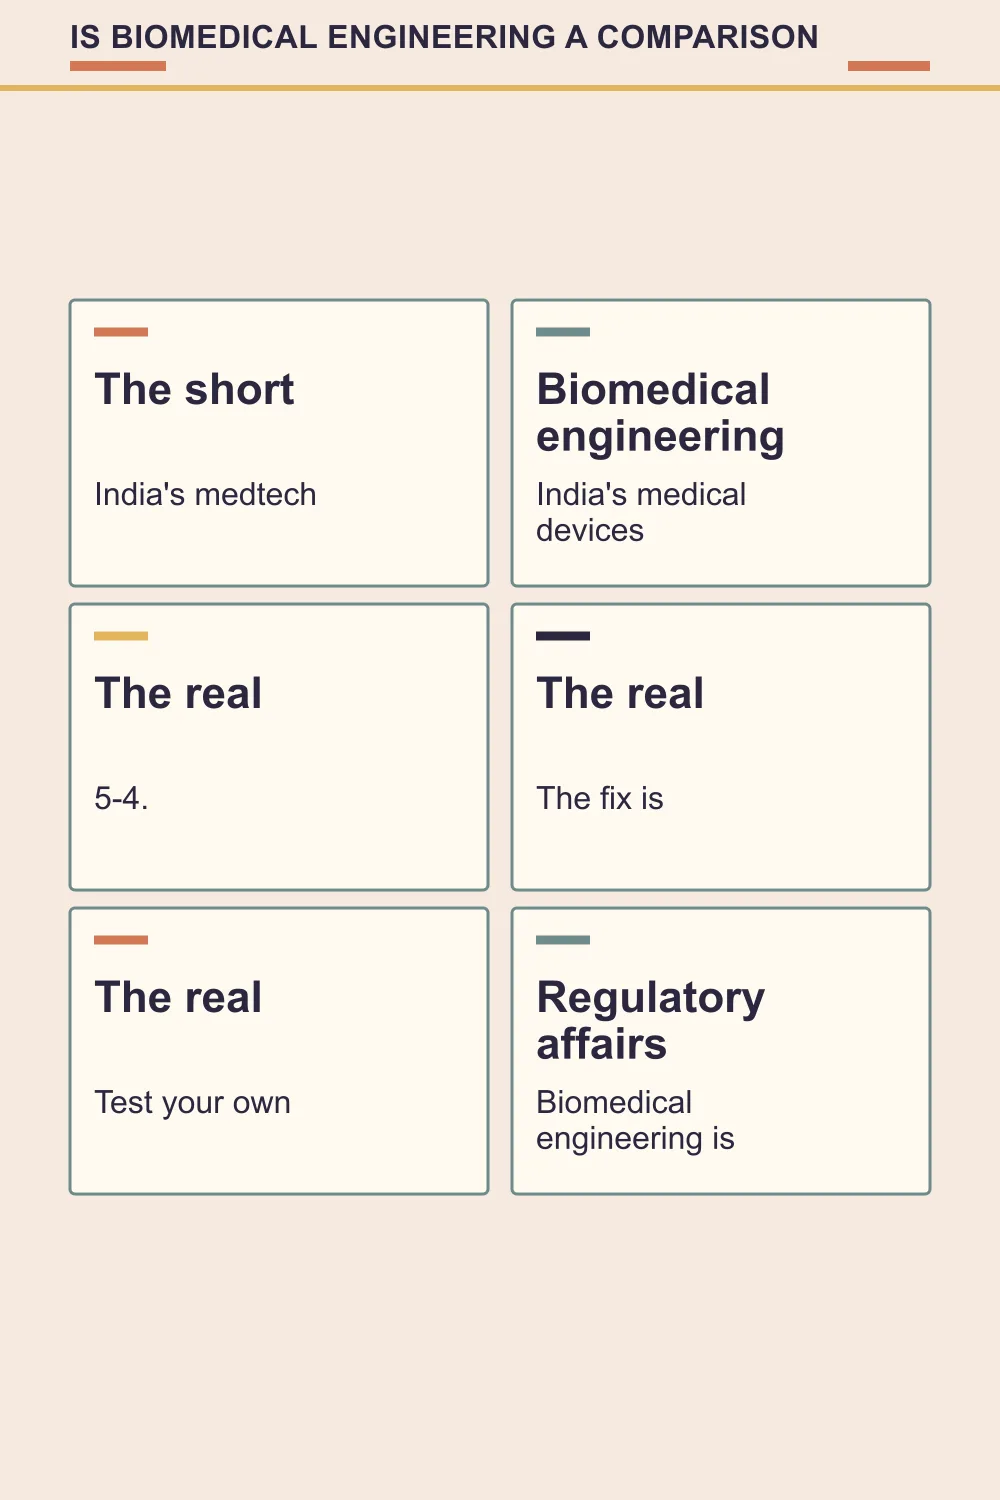 IS BIOMEDICAL ENGINEERING A COMPARISON
The short
India's medtech
Biomedical
engineering
India's medical
devices
The real
5-4.
The real
The fix is
The real
Test your own
Regulatory
affairs
Biomedical
engineering is